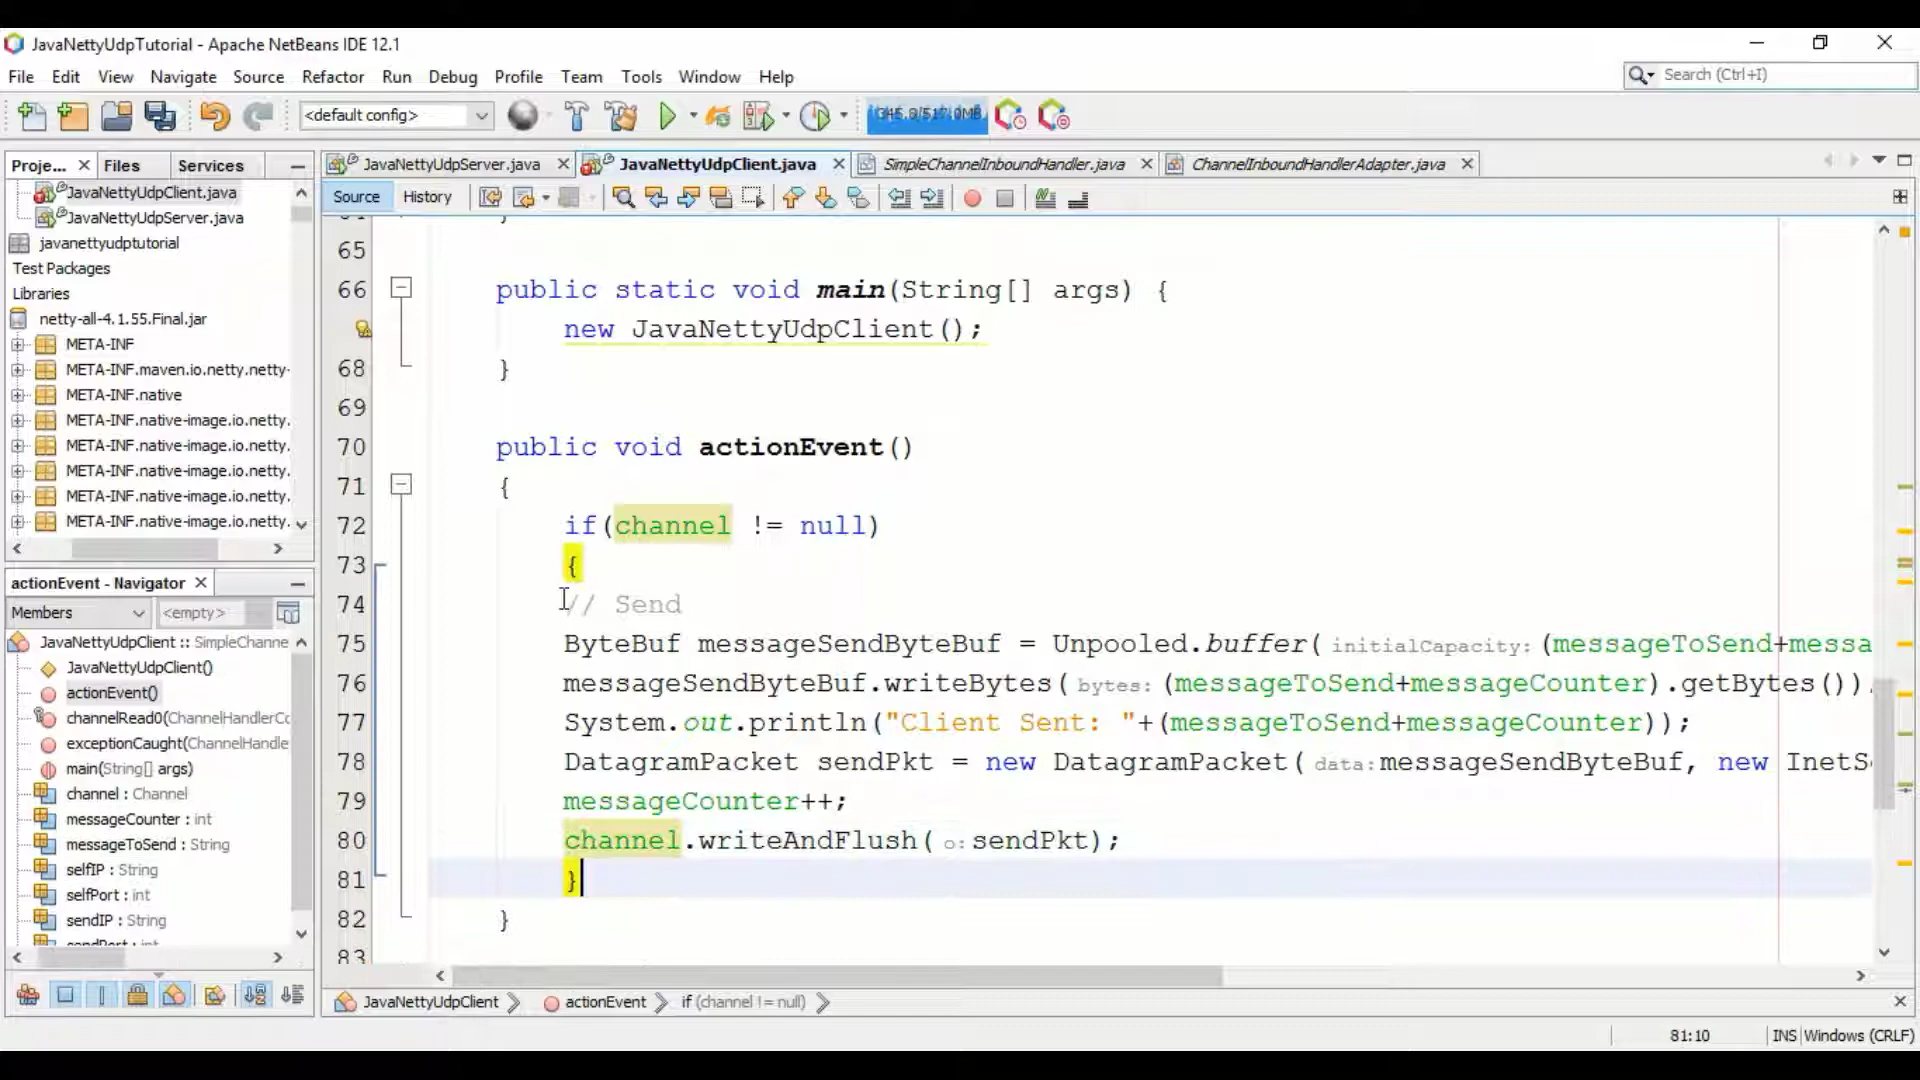 JavaNettyUdpTutorial - Apache NetBeans IDE 12.1
File Edit View Navigate Source Refactor Run Debug Profile Team Tools Window Help
Search (Ctrl+I)
<default config>
345.8/517.0MB
Proje... Files Services
JavaNettyUdpServer.java JavaNettyUdpClient.java SimpleChannelInboundHandler.java ChannelInboundHandlerAdapter.java
Source History
JavaNettyUdpClient.java
JavaNettyUdpServer.java
javanettyudptutorial
Test Packages
Libraries
netty-all-4.1.55.Final.jar
META-INF
META-INF.maven.io.netty.netty-
META-INF.native
META-INF.native-image.io.netty.
META-INF.native-image.io.netty.
META-INF.native-image.io.netty.
META-INF.native-image.io.netty.
META-INF.native-image.io.netty.
actionEvent - Navigator
Members <empty>
JavaNettyUdpClient :: SimpleChanne
JavaNettyUdpClient()
actionEvent()
channelRead0(ChannelHandlerCo
exceptionCaught(ChannelHandle
main(String[] args)
channel : Channel
messageCounter : int
messageToSend : String
selfIP : String
selfPort : int
sendIP : String
sendPort : int
64 }
65
66 public static void main(String[] args) {
new JavaNettyUdpClient();
68 }
69
70 public void actionEvent()
71 {
72 if(channel != null)
73 {
74 // Send
75 ByteBuf messageSendByteBuf = Unpooled.buffer( initialCapacity: (messageToSend+messa
76 messageSendByteBuf.writeBytes( bytes: (messageToSend+messageCounter).getBytes())
77 System.out.println("Client Sent: "+(messageToSend+messageCounter));
78 DatagramPacket sendPkt = new DatagramPacket( data: messageSendByteBuf, new InetS
79 messageCounter++;
80 channel.writeAndFlush( o: sendPkt);
81 }
82 }
83
JavaNettyUdpClient actionEvent if (channel != null)
81:10 INS Windows (CRLF)